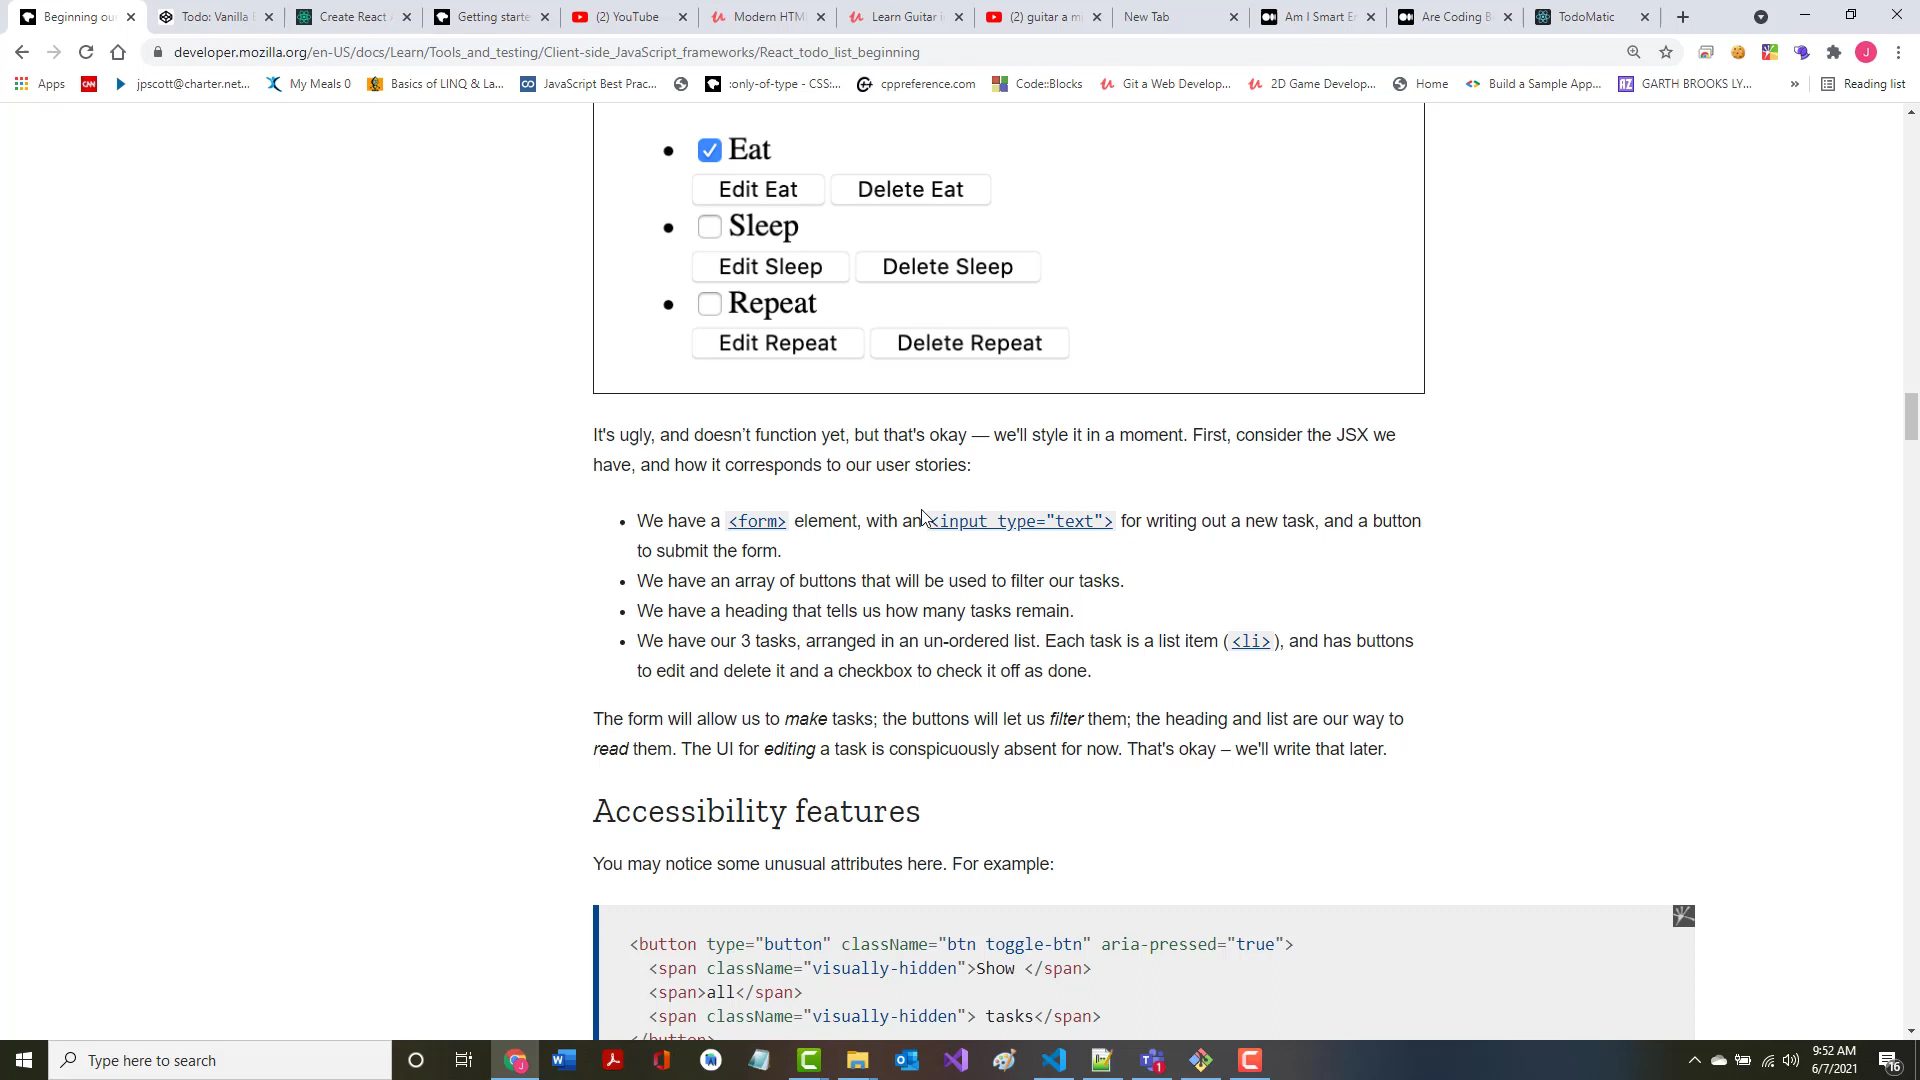 Beginning ou
Todo: Vanilla
Create React
Getting starte
(2) YouTube
Modern HTM
Learn Guitar i
(2) guitar a m
New Tab
Am I Smart E
Are Coding B
TodoMatic
developer.mozilla.org/en-US/docs/Learn/Tools_and_testing/Client-side_JavaScript_frameworks/React_todo_list_beginning
J
Apps
CNN
jpscott@charter.net...
My Meals 0
Basics of LINQ & La...
JavaScript Best Prac...
:only-of-type - CSS:...
cppreference.com
Code::Blocks
Git a Web Develop...
2D Game Develop...
Home
Build a Sample App...
AZ
GARTH BROOKS LY...
»
Reading list
• Eat
Edit Eat Delete Eat
• Sleep
Edit Sleep Delete Sleep
• Repeat
Edit Repeat Delete Repeat
It's ugly, and doesn’t function yet, but that's okay — we'll style it in a moment. First, consider the JSX we
have, and how it corresponds to our user stories:
• We have a <form> element, with an <input type="text"> for writing out a new task, and a button
to submit the form.
• We have an array of buttons that will be used to filter our tasks.
• We have a heading that tells us how many tasks remain.
• We have our 3 tasks, arranged in an un-ordered list. Each task is a list item (<li>), and has buttons
to edit and delete it and a checkbox to check it off as done.
The form will allow us to make tasks; the buttons will let us filter them; the heading and list are our way to
read them. The UI for editing a task is conspicuously absent for now. That's okay – we'll write that later.
Accessibility features
You may notice some unusual attributes here. For example:
<button type="button" className="btn toggle-btn" aria-pressed="true">
<span className="visually-hidden">Show </span>
<span>all</span>
<span className="visually-hidden"> tasks</span>
</button>
Type here to search
9:52 AM
6/7/2021
16